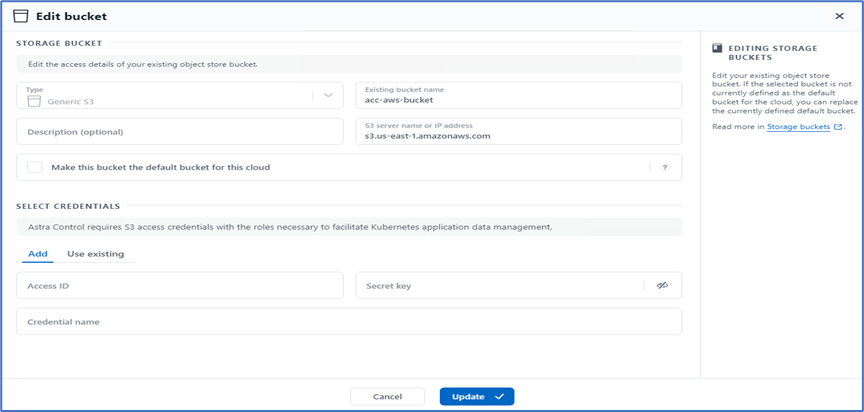 Edit bucket
STORAGE BUCKET
Edit the access details of your existing object store bucket.
Type
Generic S3
Existing bucket name
acc-aws-bucket
Description (optional)
S3 server name or IP address
s3.us-east-1.amazonaws.com
Make this bucket the default bucket for this cloud
?
SELECT CREDENTIALS
Astra Control requires S3 access credentials with the roles necessary to facilitate Kubernetes application data management.
Add
Use existing
Access ID
Secret key
Credential name
EDITING STORAGE
BUCKETS
Edit your existing object store
bucket. If the selected bucket is not
currently defined as the default
bucket for the cloud, you can replace
the currently defined default bucket.
Read more in Storage buckets .
Cancel
Update